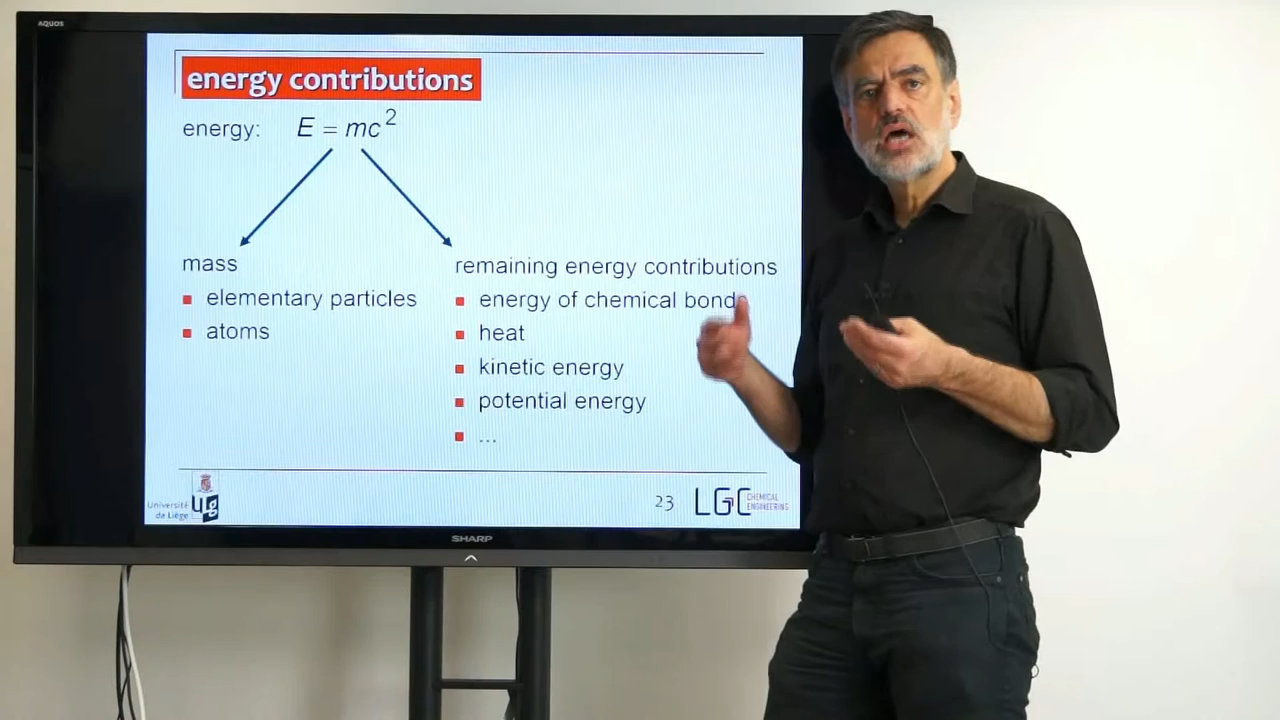 AQUOS
energy contributions
energy: E = mc²
mass
elementary particles
atoms
remaining energy contributions
energy of chemical bonds
heat
kinetic energy
potential energy
...
Université
de Liège
ULg
23
LGC
CHEMICAL
ENGINEERING
SHARP